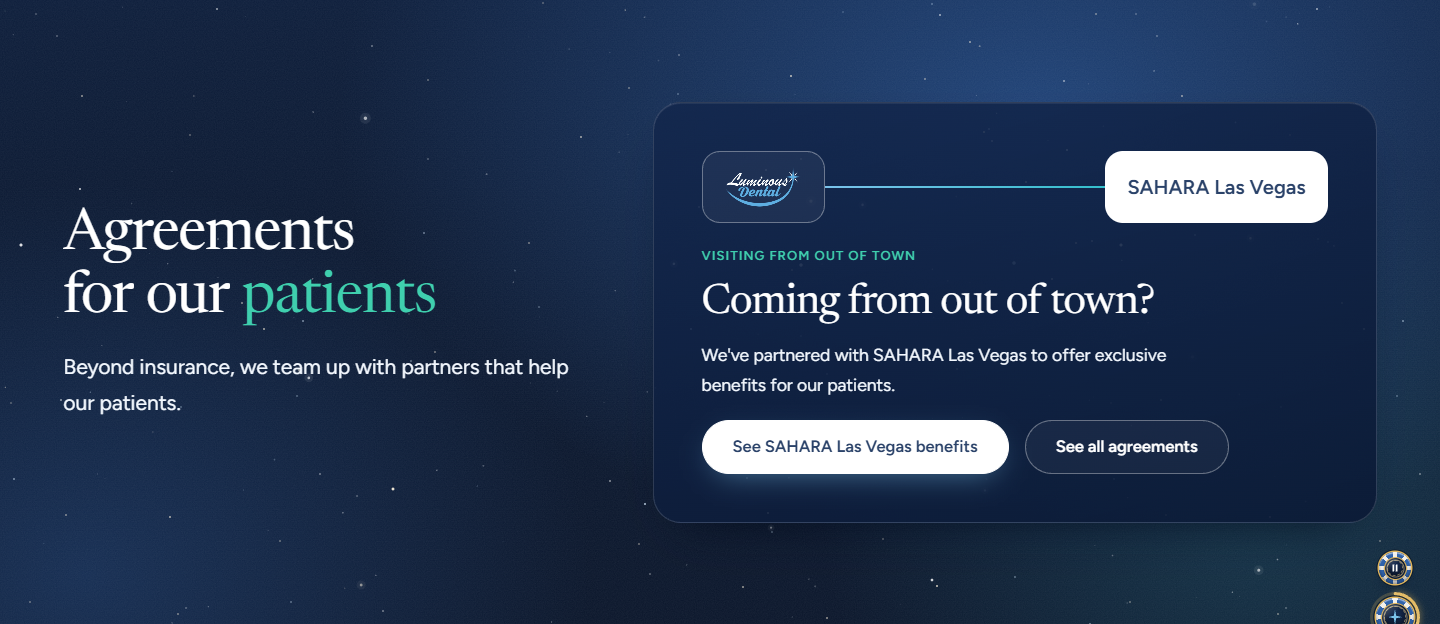 Agreements
for our patients
Beyond insurance, we team up with partners that help
our patients.
Luminous
Dental
SAHARA Las Vegas
VISITING FROM OUT OF TOWN
Coming from out of town?
We've partnered with SAHARA Las Vegas to offer exclusive
benefits for our patients.
See SAHARA Las Vegas benefits
See all agreements